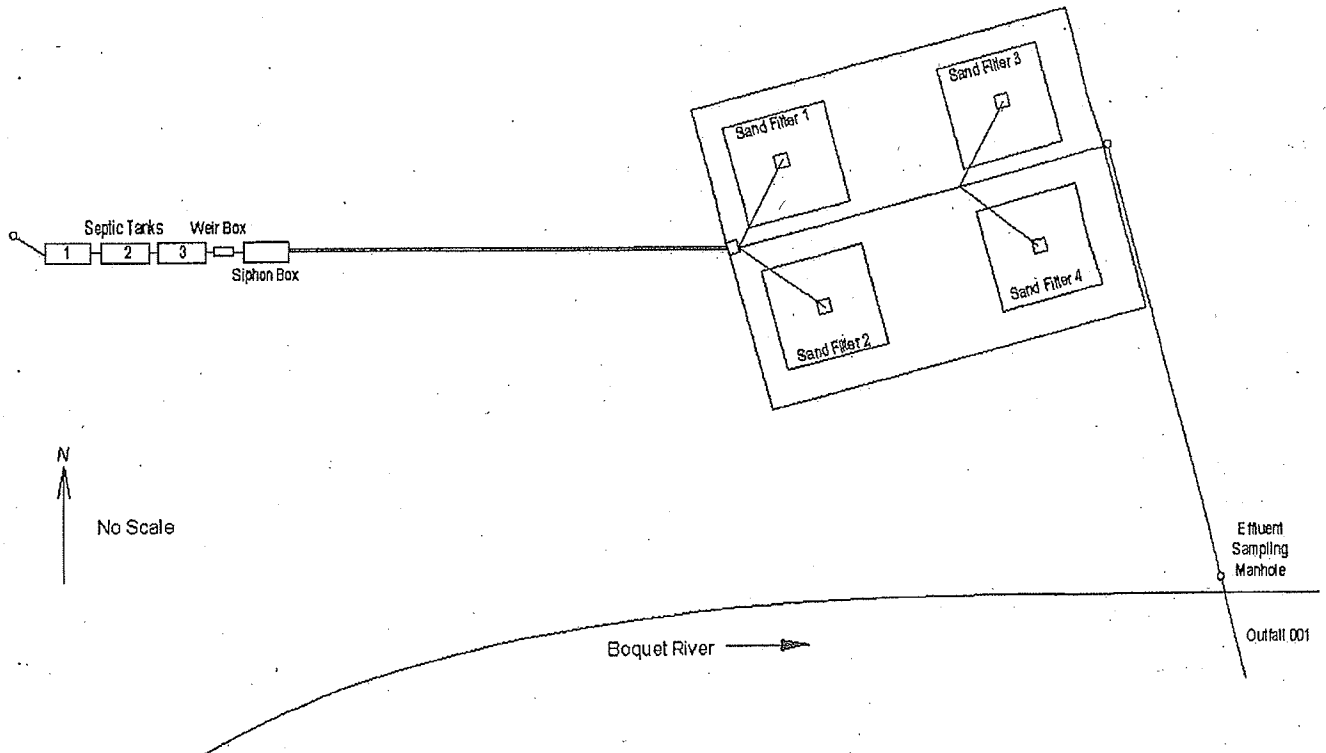 Sand Filter 3
Sand Filter 1
Septic Tanks
Weir Box
1
2
3
Siphon Box
Sand Filter 4
Sand Filter 2
N
No Scale
Effluent
Sampling
Manhole
Boquet River
Outfall 001